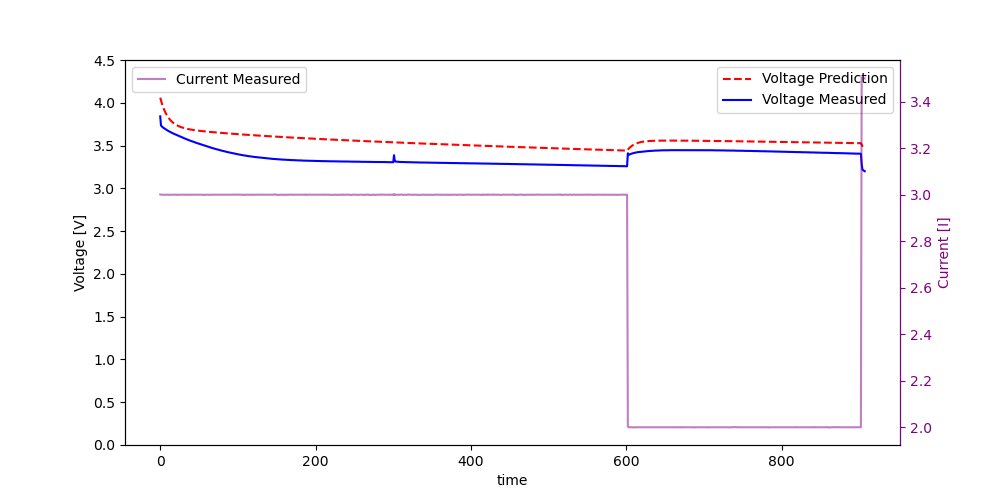 Current Measured
Voltage Prediction
Voltage Measured
4.5
4.0
3.5
3.0
2.5
2.0
1.5
1.0
0.5
0.0
Voltage [V]
3.4
3.2
3.0
2.8
2.6
2.4
2.2
2.0
Current [I]
0 200 400 600 800
time